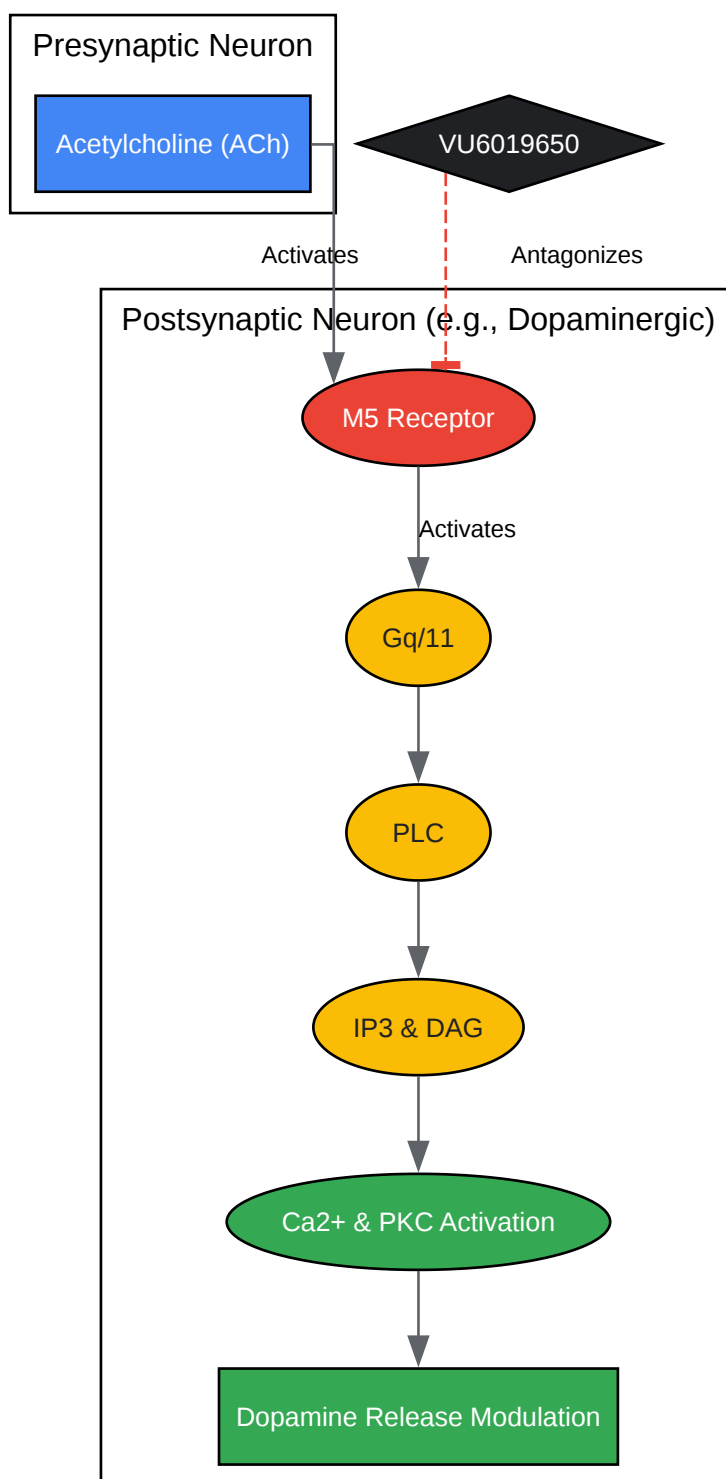 Presynaptic Neuron
Acetylcholine (ACh)
VU6019650
Activates
Antagonizes
Postsynaptic Neuron (e.g., Dopaminergic)
M5 Receptor
Activates
Gq/11
PLC
IP3 & DAG
Ca2+ & PKC Activation
Dopamine Release Modulation